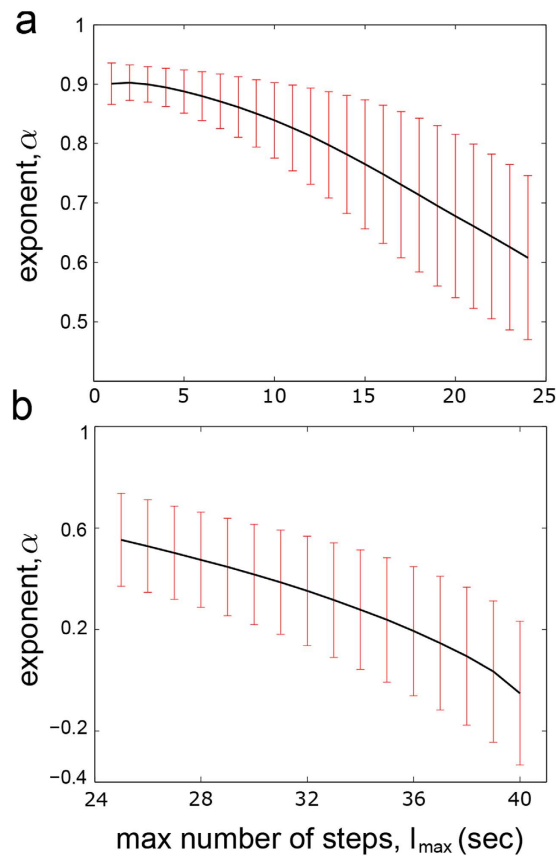 a
1
0.9
0.8
0.7
0.6
0.5
exponent, α
0 5 10 15 20 25
b
1
0.6
0.2
−0.2
−0.4
exponent, α
24 28 32 36 40
max number of steps, Imax (sec)